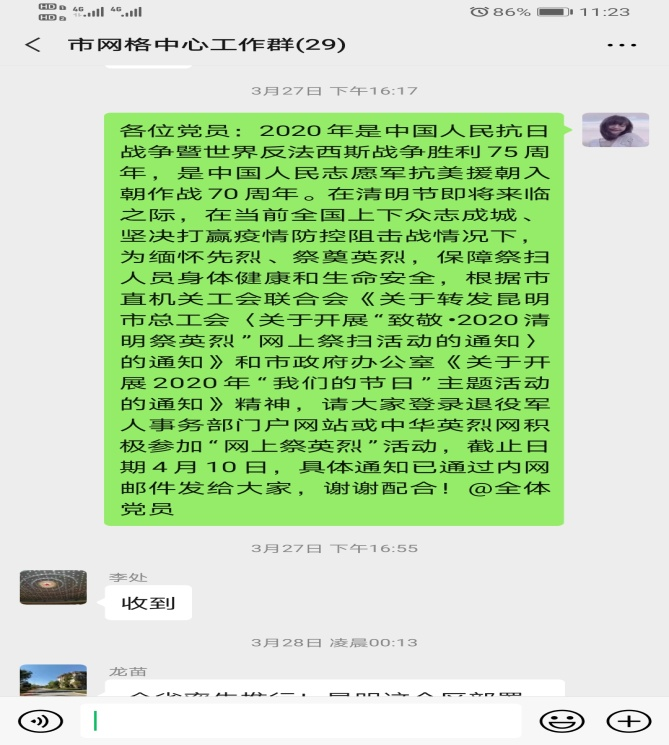 HD 4G 4G 86% 11:23
HD
< 市网格中心工作群(29) ...
3月27日 下午16:17
各位党员：2020年是中国人民抗日
战争暨世界反法西斯战争胜利75周
年，是中国人民志愿军抗美援朝入
朝作战70周年。在清明节即将来临
之际，在当前全国上下众志成城、
坚决打赢疫情防控阻击战情况下，
为缅怀先烈、祭奠英烈，保障祭扫
人员身体健康和生命安全，根据市
直机关工会联合会《关于转发昆明
市总工会〈关于开展“致敬·2020清
明祭英烈”网上祭扫活动的通知〉
的通知》和市政府办公室《关于开
展2020年“我们的节日”主题活动
的通知》精神，请大家登录退役军
人事务部门户网站或中华英烈网积
极参加“网上祭英烈”活动，截止日
期4月10日，具体通知已通过内网
邮件发给大家，谢谢配合！@全体
党员
3月27日 下午16:55
李处
收到
3月28日 凌晨00:13
龙苗